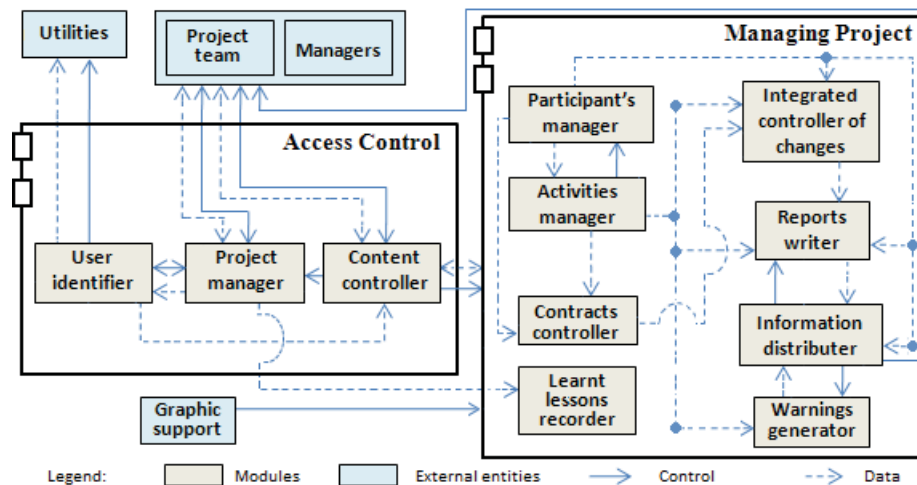 Utilities
Project
team
Managers
Managing Project
Access Control
Participant's
manager
Integrated
controller of
changes
Activities
manager
Reports
writer
User
identifier
Project
manager
Content
controller
Contracts
controller
Information
distributer
Learnt
lessons
recorder
Graphic
support
Warnings
generator
Legend:
Modules
External entities
Control
Data